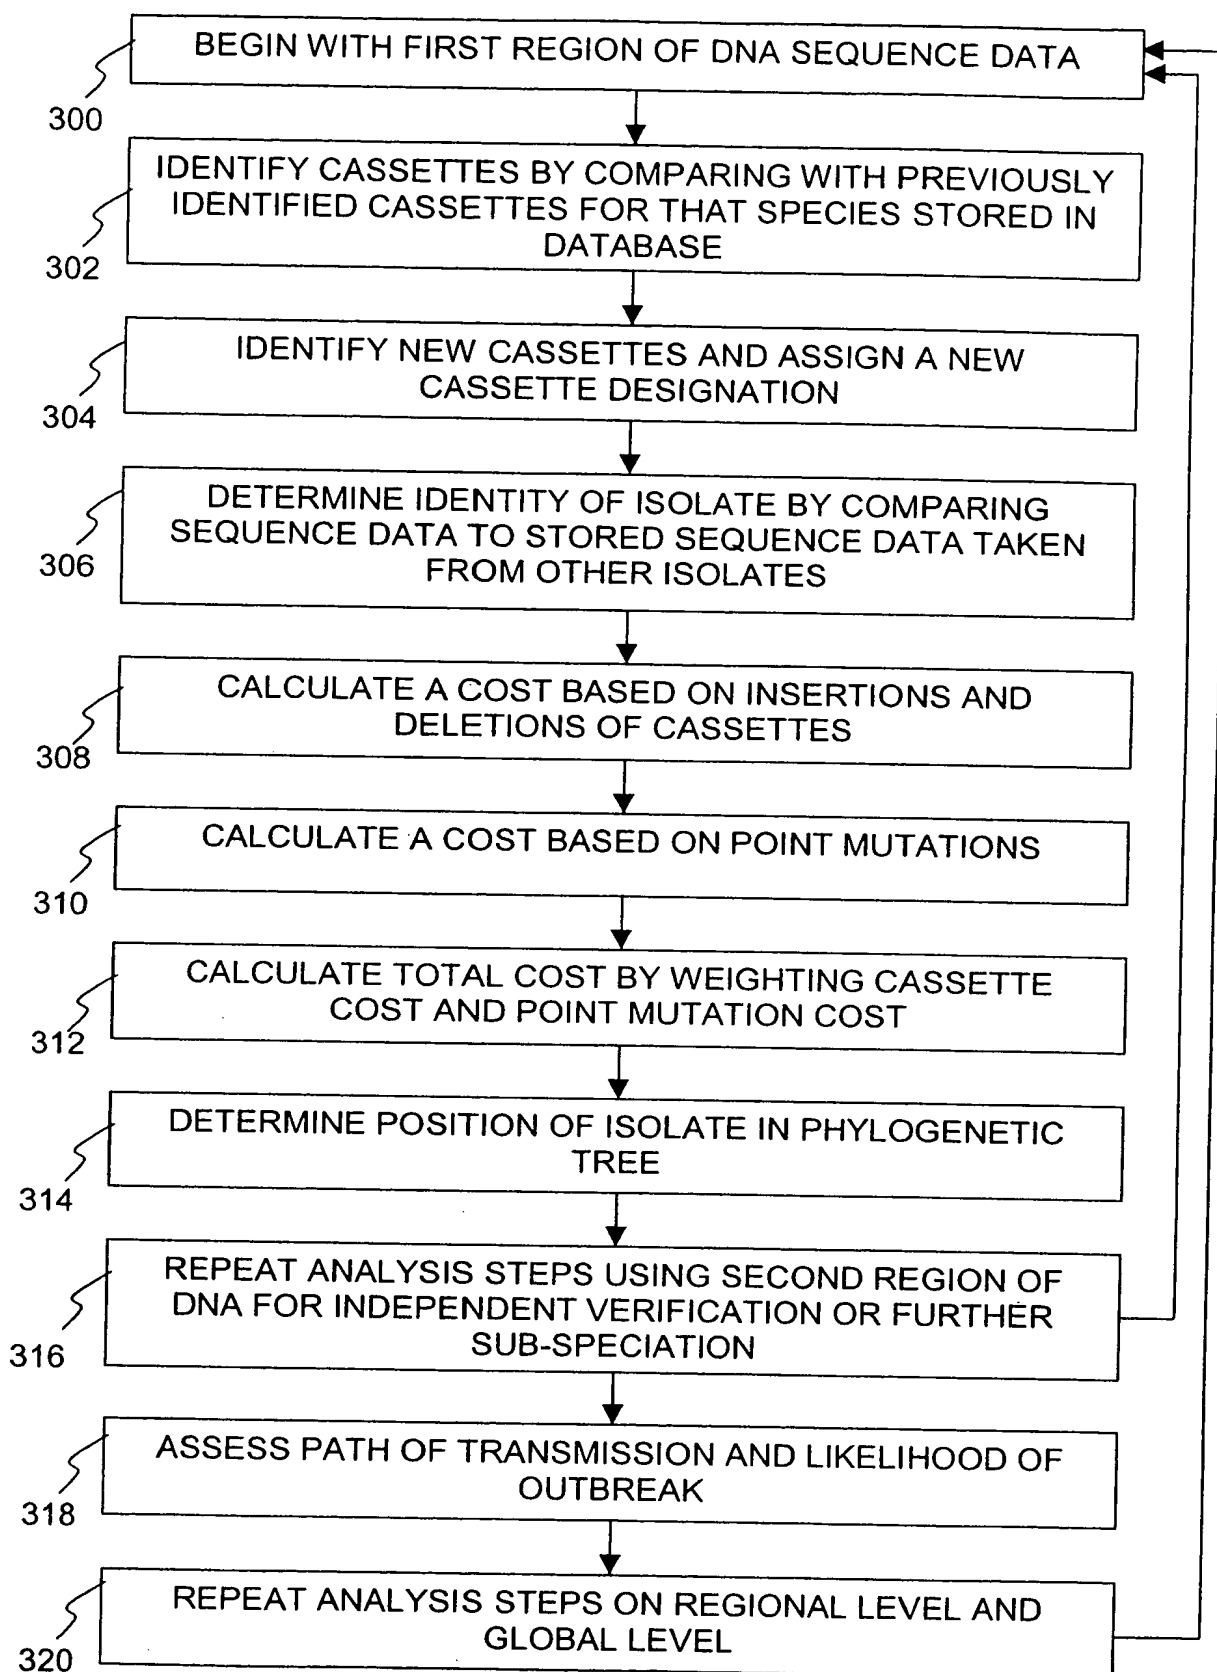 BEGIN WITH FIRST REGION OF DNA SEQUENCE DATA
300
IDENTIFY CASSETTES BY COMPARING WITH PREVIOUSLY
IDENTIFIED CASSETTES FOR THAT SPECIES STORED IN
DATABASE
302
IDENTIFY NEW CASSETTES AND ASSIGN A NEW
CASSETTE DESIGNATION
304
DETERMINE IDENTITY OF ISOLATE BY COMPARING
SEQUENCE DATA TO STORED SEQUENCE DATA TAKEN
FROM OTHER ISOLATES
306
CALCULATE A COST BASED ON INSERTIONS AND
DELETIONS OF CASSETTES
308
CALCULATE A COST BASED ON POINT MUTATIONS
310
CALCULATE TOTAL COST BY WEIGHTING CASSETTE
COST AND POINT MUTATION COST
312
DETERMINE POSITION OF ISOLATE IN PHYLOGENETIC
TREE
314
REPEAT ANALYSIS STEPS USING SECOND REGION OF
DNA FOR INDEPENDENT VERIFICATION OR FURTHER
SUB-SPECIATION
316
ASSESS PATH OF TRANSMISSION AND LIKELIHOOD OF
OUTBREAK
318
REPEAT ANALYSIS STEPS ON REGIONAL LEVEL AND
GLOBAL LEVEL
320